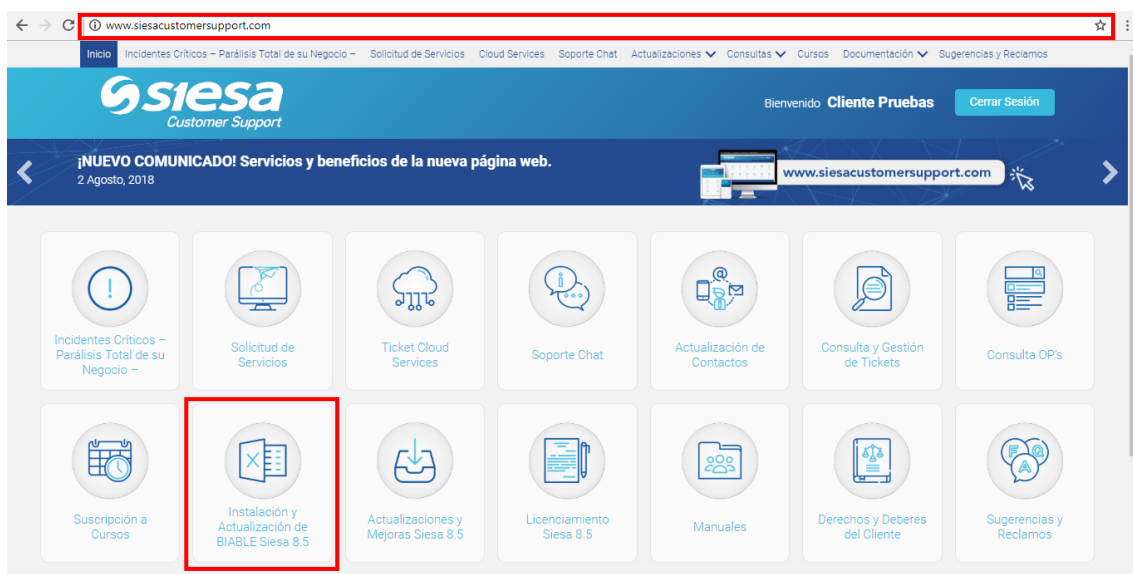 www.siesacustomersupport.com
Inicio Incidentes Críticos – Parálisis Total de su Negocio – Solicitud de Servicios Cloud Services Soporte Chat Actualizaciones Consultas Cursos Documentación Sugerencias y Reclamos
siesa
Customer Support
Bienvenido Cliente Pruebas
Cerrar Sesión
¡NUEVO COMUNICADO! Servicios y beneficios de la nueva página web.
2 Agosto, 2018
www.siesacustomersupport.com
Incidentes Críticos –
Parálisis Total de su
Negocio –
Solicitud de
Servicios
Ticket Cloud
Services
Soporte Chat
Actualización de
Contactos
Consulta y Gestión
de Tickets
Consulta OP's
Suscripción a
Cursos
Instalación y
Actualización de
BIABLE Siesa 8.5
Actualizaciones y
Mejoras Siesa 8.5
Licenciamiento
Siesa 8.5
Manuales
Derechos y Deberes
del Cliente
F Q
A
Sugerencias y
Reclamos